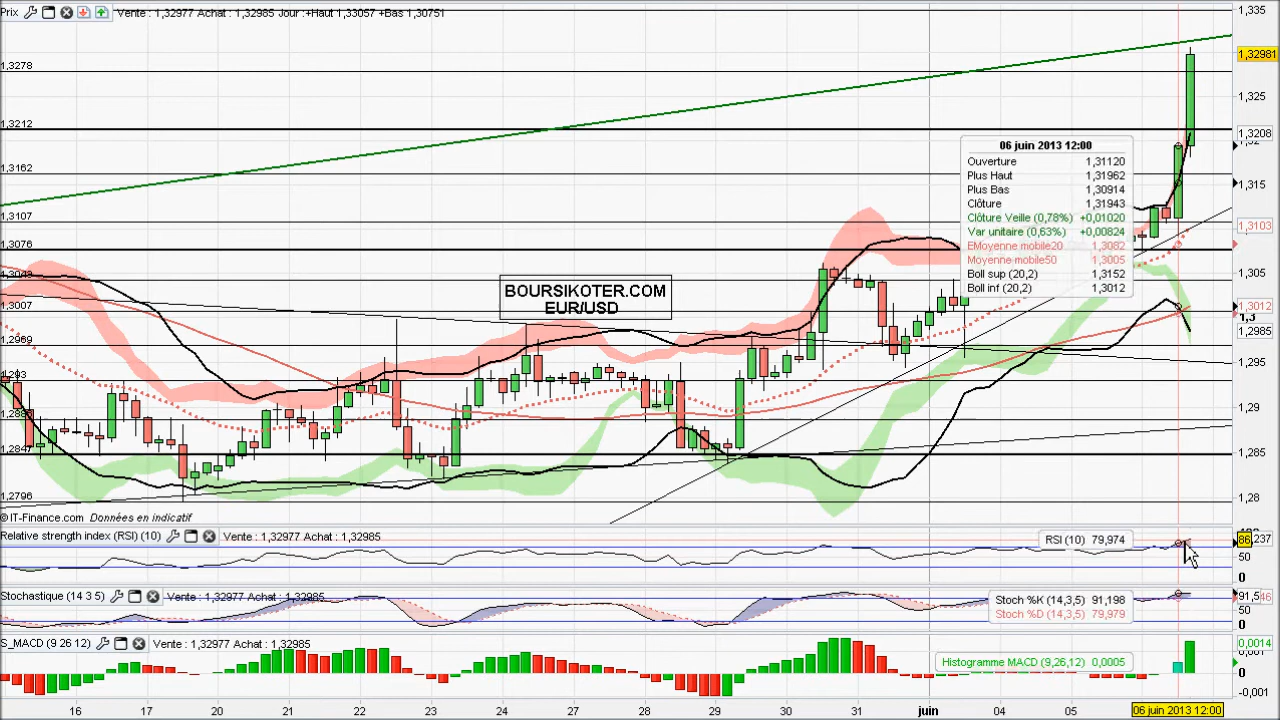 Prix Vente : 1,32977 Achat : 1,32985 Jour :+Haut 1,33057 +Bas 1,30751
1,335
1,32981
1,3278
1,325
1,3212
1,3208
1,3162
1,315
1,3107
1,3103
1,3076
1,305
1,3007
1,3012
1,3
1,2985
1,2969
1,295
1,293
1,29
1,2847
1,285
1,2796
1,28
06 juin 2013 12:00
Ouverture 1,31120
Plus Haut 1,31962
Plus Bas 1,30914
Clôture 1,31943
Clôture Veille (0,78%) +0,01020
Var unitaire (0,63%) +0,00824
EMoyenne mobile20 1,3082
Moyenne mobile50 1,3005
Boll sup (20,2) 1,3152
Boll inf (20,2) 1,3012
BOURSIKOTER.COM
EUR/USD
© IT-Finance.com Données en indicatif
Relative strength index (RSI) (10) Vente : 1,32977 Achat : 1,32985
RSI (10) 79,974
86,237
50
0
Stochastique (14 3 5) Vente : 1,32977 Achat : 1,32985
Stoch %K (14,3,5) 91,198
Stoch %D (14,3,5) 79,979
50
0
S_MACD (9 26 12) Vente : 1,32977 Achat : 1,32985
Histogramme MACD (9,26,12) 0,0005
0,0014
0
-0,001
16 17 20 21 22 23 24 27 28 29 30 31 juin 04 05 06 juin 2013 12:00